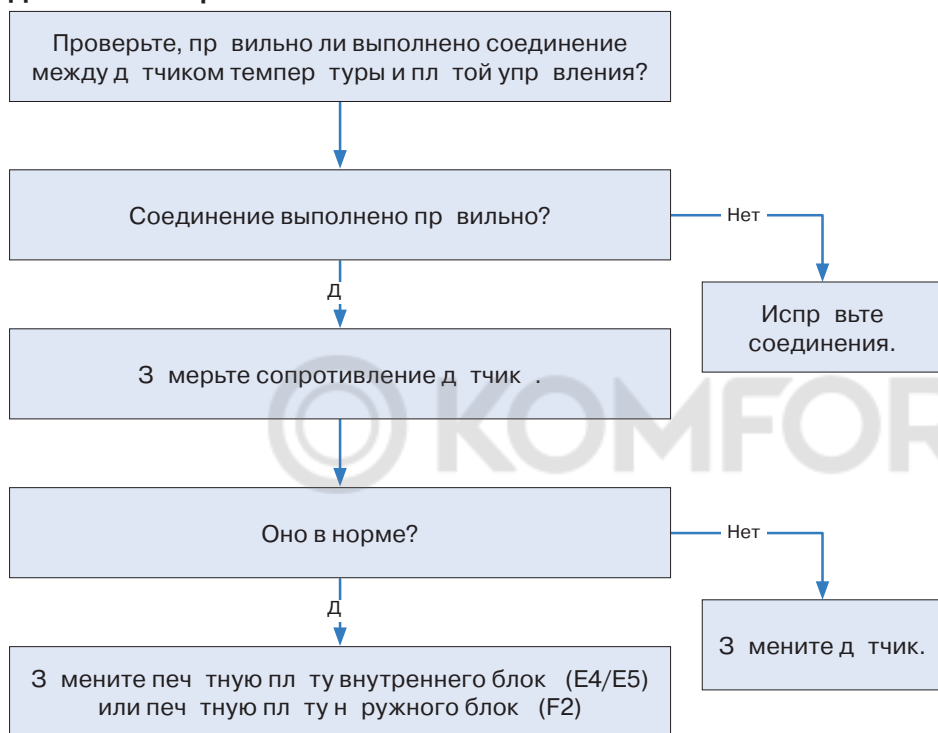 Проверьте, пр вильно ли выполнено соединение
между д тчиком темпер туры и пл той упр вления?
Соединение выполнено пр вильно?
Нет
Д
Испр вьте
соединения.
З мерьте сопротивление д тчик .
KOMFOR
Оно в норме?
Нет
Д
З мените д тчик.
З мените печ тную пл ту внутреннего блок (E4/E5)
или печ тную пл ту н ружного блок (F2)